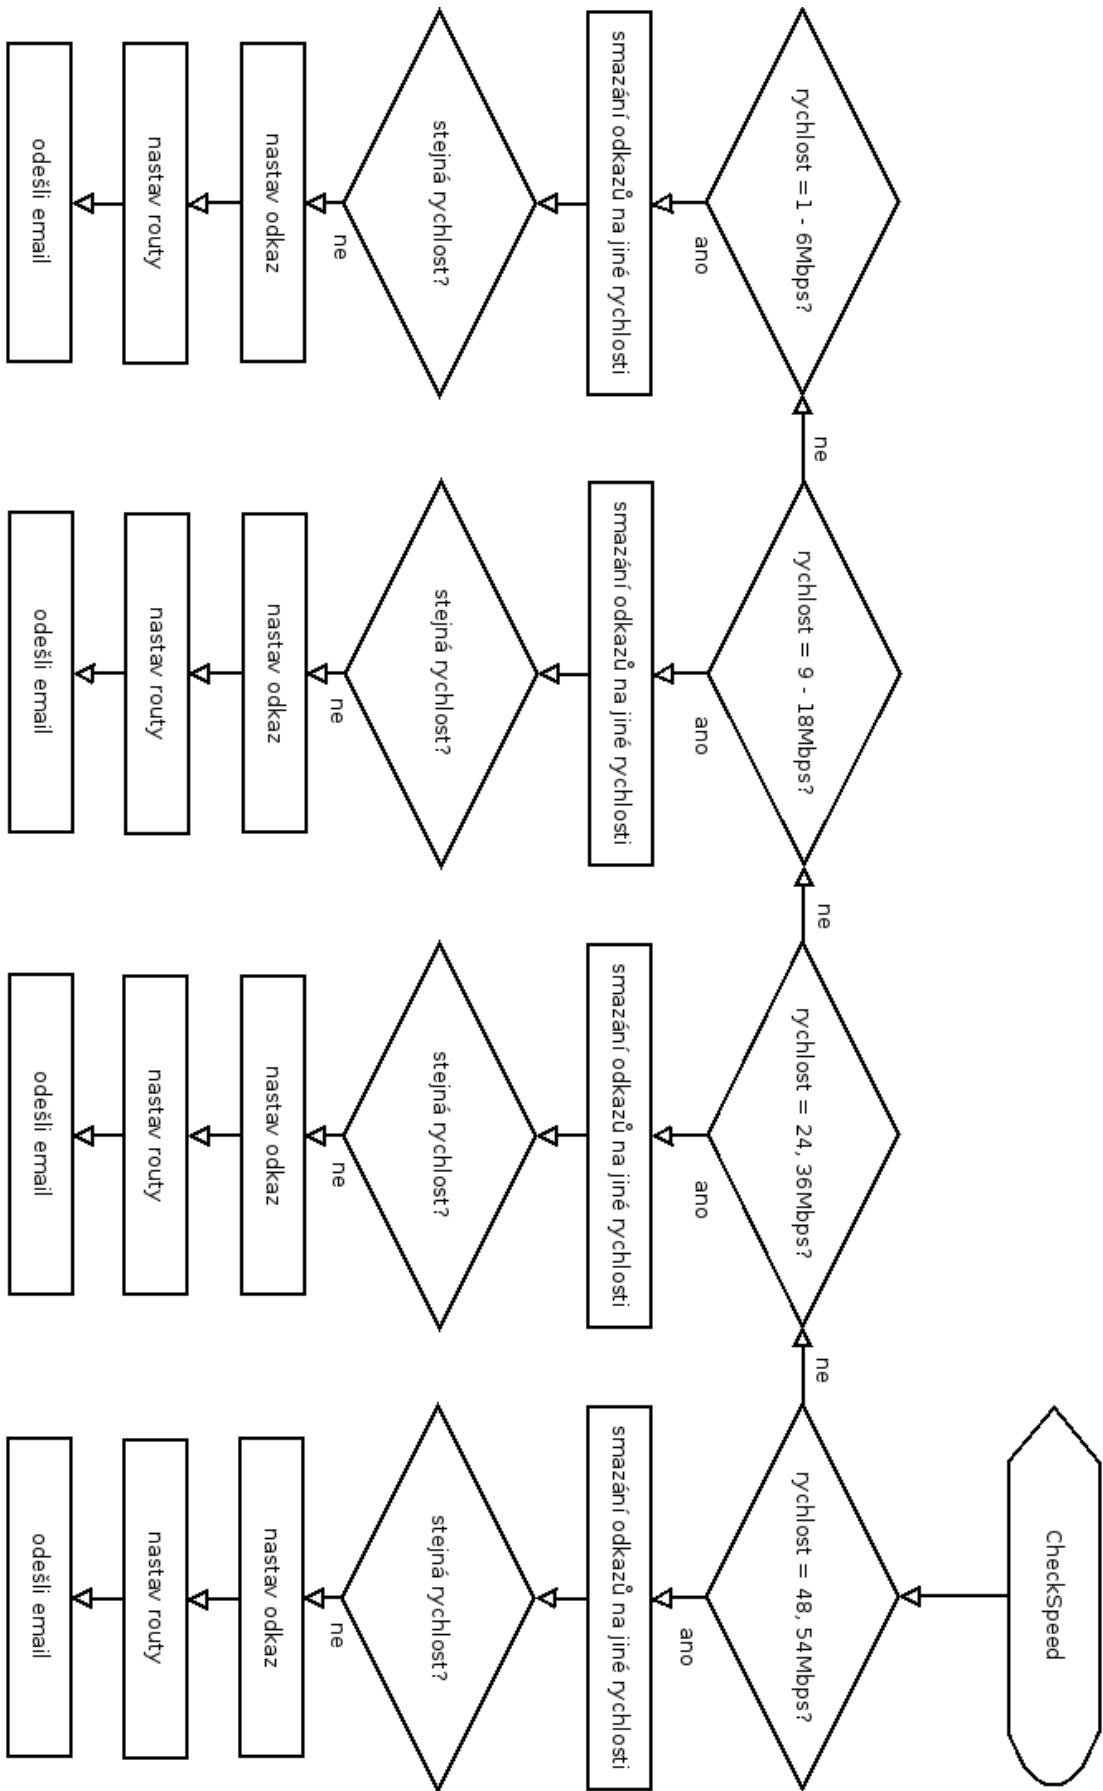 CheckSpeed
rychlost = 48, 54Mbps?
ne
rychlost = 24, 36Mbps?
ne
rychlost = 9 - 18Mbps?
ne
rychlost =1 - 6Mbps?
ano
ano
ano
ano
smazání odkazů na jiné rychlosti
smazání odkazů na jiné rychlosti
smazání odkazů na jiné rychlosti
smazání odkazů na jiné rychlosti
stejná rychlost?
stejná rychlost?
stejná rychlost?
stejná rychlost?
ne
ne
ne
ne
nastav odkaz
nastav odkaz
nastav odkaz
nastav odkaz
nastav routy
nastav routy
nastav routy
nastav routy
odešli email
odešli email
odešli email
odešli email